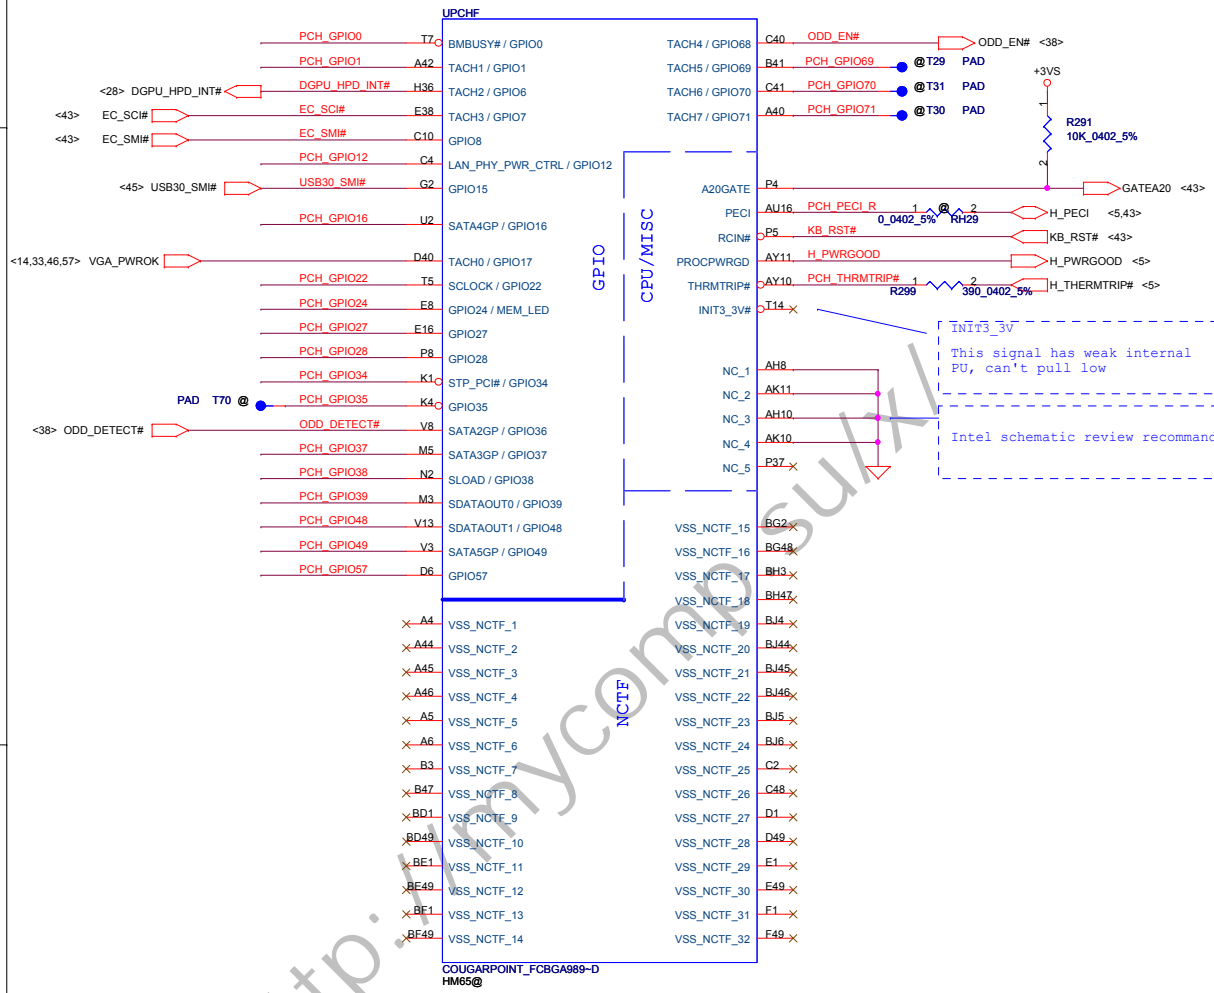 UPCHF
PCH_GPIO0 T7 BMBUSY# / GPIO0
PCH_GPIO1 A42 TACH1 / GPIO1
<28> DGPU_HPD_INT# DGPU_HPD_INT# H36 TACH2 / GPIO6
<43> EC_SCI# EC_SCI# E38 TACH3 / GPIO7
<43> EC_SMI# EC_SMI# C10 GPIO8
PCH_GPIO12 C4 LAN_PHY_PWR_CTRL / GPIO12
<45> USB30_SMI# USB30_SMI# G2 GPIO15
PCH_GPIO16 U2 SATA4GP / GPIO16
<14,33,46,57> VGA_PWROK D40 TACH0 / GPIO17
PCH_GPIO22 T5 SCLOCK / GPIO22
PCH_GPIO24 E8 GPIO24 / MEM_LED
PCH_GPIO27 E16 GPIO27
PCH_GPIO28 P8 GPIO28
PCH_GPIO34 K1 STP_PCI# / GPIO34
PAD T70 @ PCH_GPIO35 K4 GPIO35
<38> ODD_DETECT# ODD_DETECT# V8 SATA2GP / GPIO36
PCH_GPIO37 M5 SATA3GP / GPIO37
PCH_GPIO38 N2 SLOAD / GPIO38
PCH_GPIO39 M3 SDATAOUT0 / GPIO39
PCH_GPIO48 V13 SDATAOUT1 / GPIO48
PCH_GPIO49 V3 SATA5GP / GPIO49
PCH_GPIO57 D6 GPIO57
A4 VSS_NCTF_1
A44 VSS_NCTF_2
A45 VSS_NCTF_3
A46 VSS_NCTF_4
A5 VSS_NCTF_5
A6 VSS_NCTF_6
B3 VSS_NCTF_7
B47 VSS_NCTF_8
BD1 VSS_NCTF_9
BD49 VSS_NCTF_10
BE1 VSS_NCTF_11
BE49 VSS_NCTF_12
BF1 VSS_NCTF_13
BF49 VSS_NCTF_14
GPIO
CPU/MISC
NCTF
TACH4 / GPIO68 C40 ODD_EN# ODD_EN# <38>
TACH5 / GPIO69 B41 PCH_GPIO69 @ T29 PAD
TACH6 / GPIO70 C41 PCH_GPIO70 @ T31 PAD
TACH7 / GPIO71 A40 PCH_GPIO71 @ T30 PAD
+3VS
1
R291
10K_0402_5%
2
A20GATE P4 GATEA20 <43>
PECI AU16 PCH_PECI_R 1 @ 2 H_PECI <5,43>
0_0402_5% RH29
RCIN# P5 KB_RST# KB_RST# <43>
PROCPWRGD AY11 H_PWRGOOD H_PWRGOOD <5>
THRMTRIP# AY10 PCH_THRMTRIP# 1 2 H_THERMTRIP# <5>
R299 390_0402_5%
INIT3_3V# T14
INIT3_3V
This signal has weak internal
PU, can't pull low
NC_1 AH8
NC_2 AK11
NC_3 AH10
NC_4 AK10
NC_5 P37
Intel schematic review recommand
VSS_NCTF_15 BG2
VSS_NCTF_16 BG48
VSS_NCTF_17 BH3
VSS_NCTF_18 BH47
VSS_NCTF_19 BJ4
VSS_NCTF_20 BJ44
VSS_NCTF_21 BJ45
VSS_NCTF_22 BJ46
VSS_NCTF_23 BJ5
VSS_NCTF_24 BJ6
VSS_NCTF_25 C2
VSS_NCTF_26 C48
VSS_NCTF_27 D1
VSS_NCTF_28 D49
VSS_NCTF_29 E1
VSS_NCTF_30 E49
VSS_NCTF_31 F1
VSS_NCTF_32 F49
COUGARPOINT_FCBGA989~D
HM65@
ttp://mycomp.su/x/